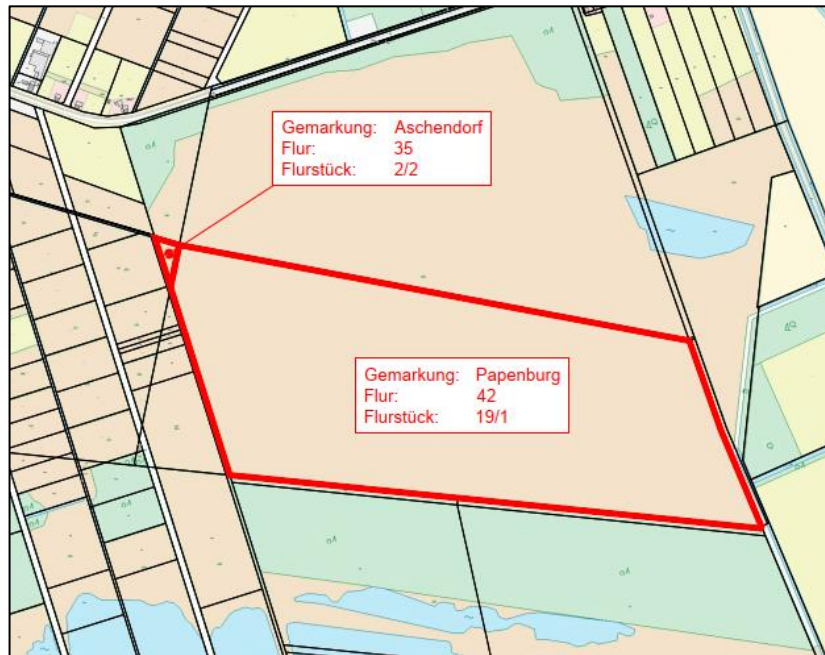 Gemarkung: Aschendorf
Flur: 35
Flurstück: 2/2
Gemarkung: Papenburg
Flur: 42
Flurstück: 19/1